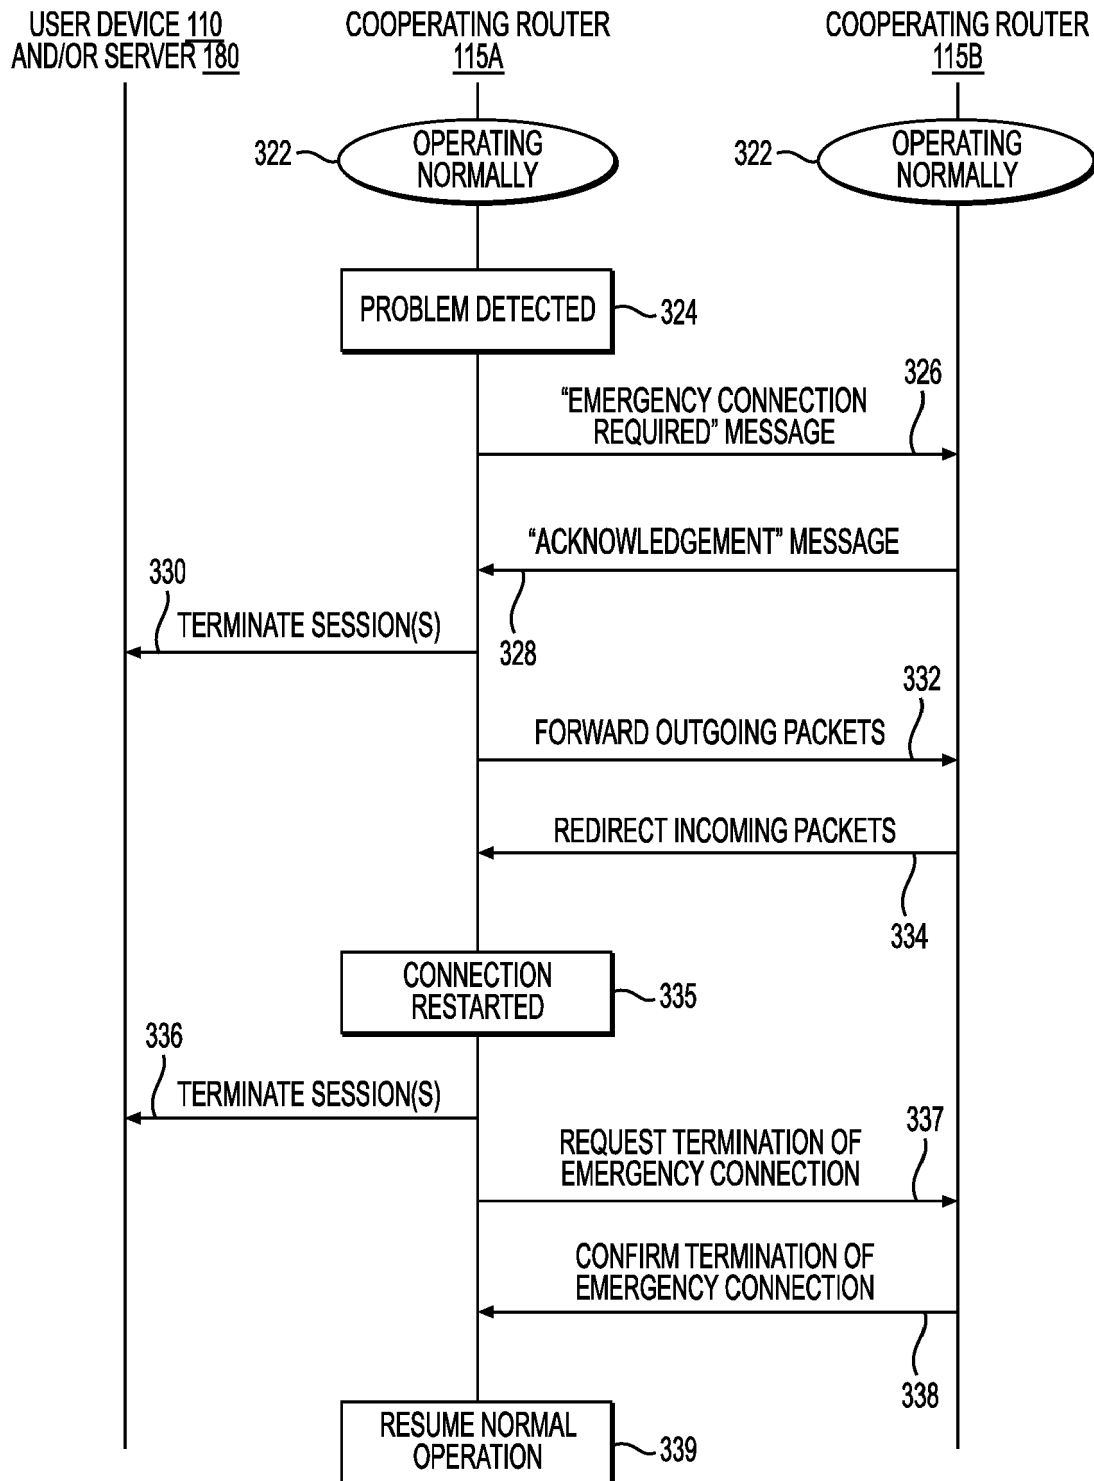 USER DEVICE 110
AND/OR SERVER 180
COOPERATING ROUTER
115A
COOPERATING ROUTER
115B
322
OPERATING
NORMALLY
322
OPERATING
NORMALLY
PROBLEM DETECTED
324
326
“EMERGENCY CONNECTION
REQUIRED” MESSAGE
“ACKNOWLEDGEMENT” MESSAGE
328
330
TERMINATE SESSION(S)
332
FORWARD OUTGOING PACKETS
REDIRECT INCOMING PACKETS
334
CONNECTION
RESTARTED
335
336
TERMINATE SESSION(S)
337
REQUEST TERMINATION OF
EMERGENCY CONNECTION
CONFIRM TERMINATION OF
EMERGENCY CONNECTION
338
RESUME NORMAL
OPERATION
339